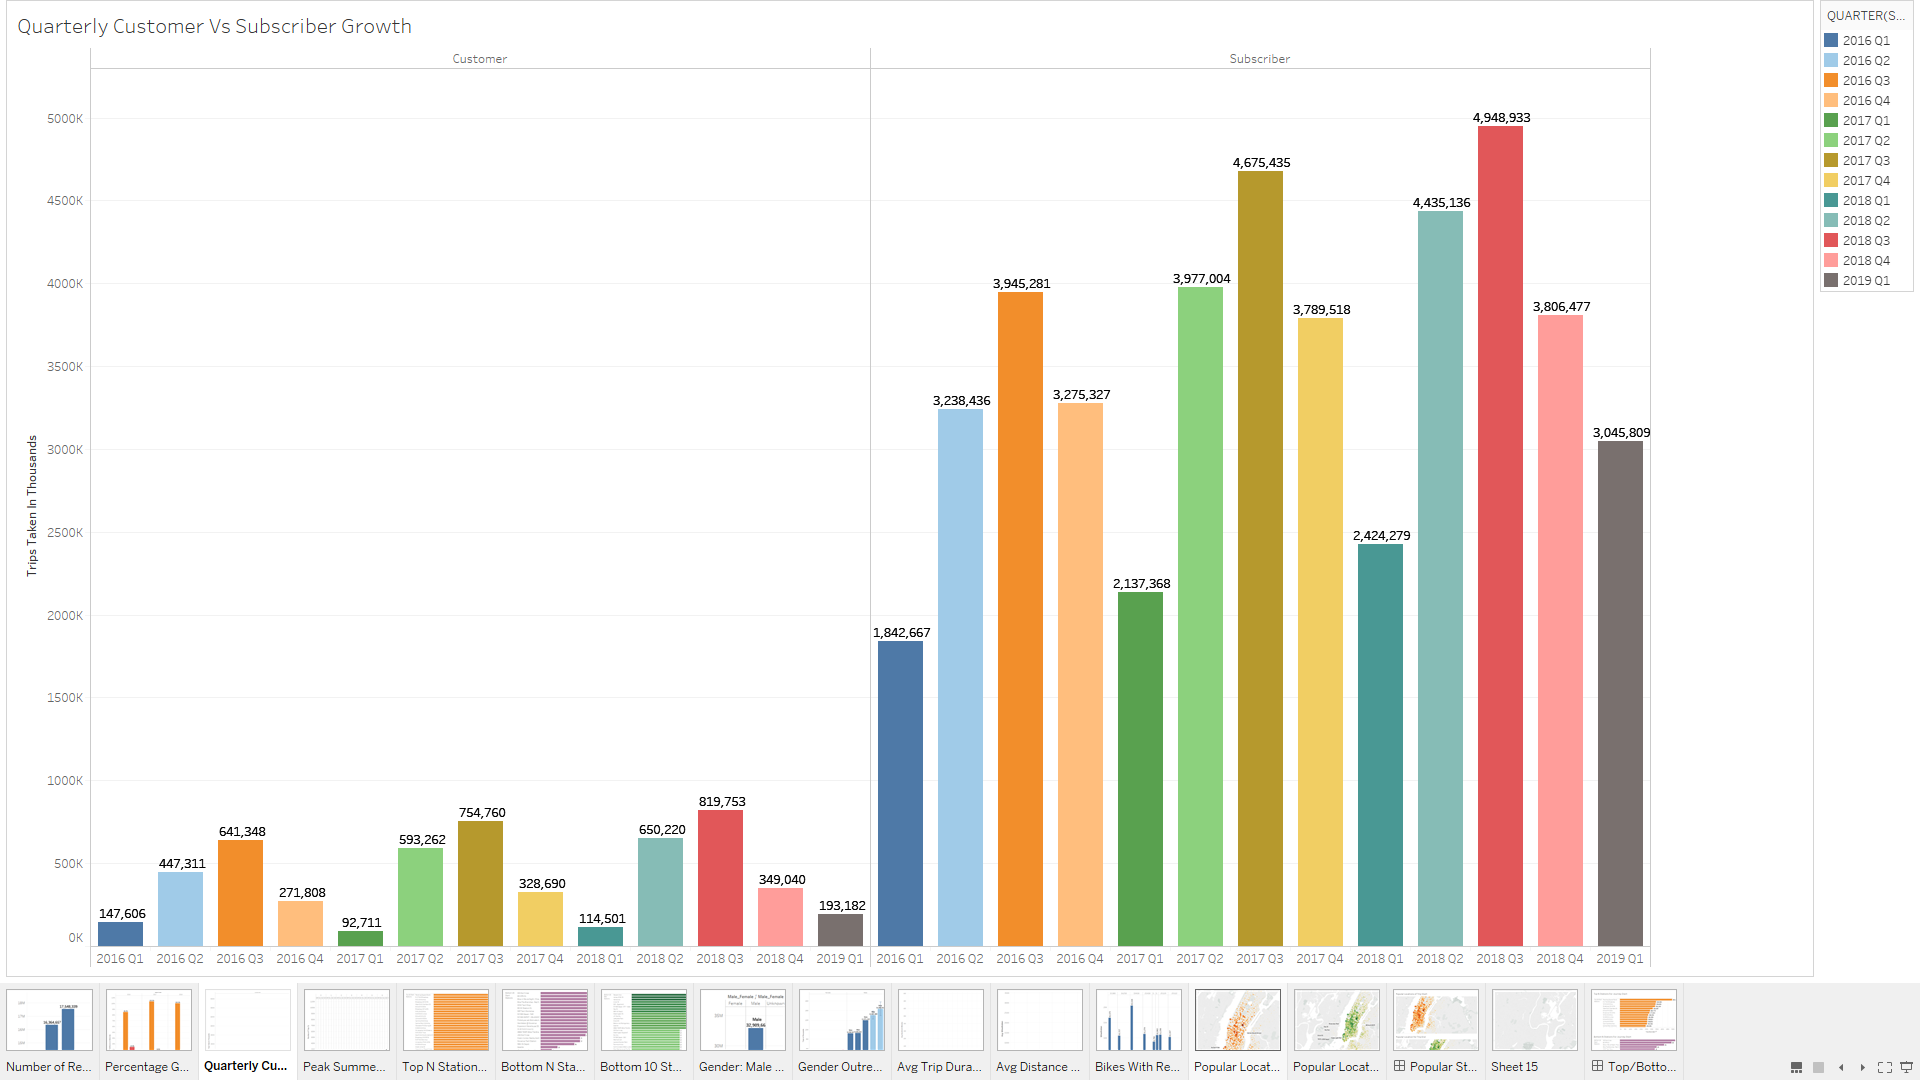 Quarterly Customer Vs Subscriber Growth
Customer
Subscriber
Trips Taken In Thousands
5000K
4500K
4000K
3500K
3000K
2500K
2000K
1500K
1000K
500K
0K
147,606
447,311
641,348
271,808
92,711
593,262
754,760
328,690
114,501
650,220
819,753
349,040
193,182
1,842,667
3,238,436
3,945,281
3,275,327
2,137,368
3,977,004
4,675,435
3,789,518
2,424,279
4,435,136
4,948,933
3,806,477
3,045,809
2016 Q1 2016 Q2 2016 Q3 2016 Q4 2017 Q1 2017 Q2 2017 Q3 2017 Q4 2018 Q1 2018 Q2 2018 Q3 2018 Q4 2019 Q1
2016 Q1 2016 Q2 2016 Q3 2016 Q4 2017 Q1 2017 Q2 2017 Q3 2017 Q4 2018 Q1 2018 Q2 2018 Q3 2018 Q4 2019 Q1
QUARTER(S...
2016 Q1
2016 Q2
2016 Q3
2016 Q4
2017 Q1
2017 Q2
2017 Q3
2017 Q4
2018 Q1
2018 Q2
2018 Q3
2018 Q4
2019 Q1
Number of Re...
Percentage G...
Quarterly Cu...
Peak Summe...
Top N Station...
Bottom N Sta...
Bottom 10 St...
Gender: Male ...
Gender Outre...
Avg Trip Dura...
Avg Distance ...
Bikes With Re...
Popular Locat...
Popular Locat...
Popular St...
Sheet 15
Top/Botto...